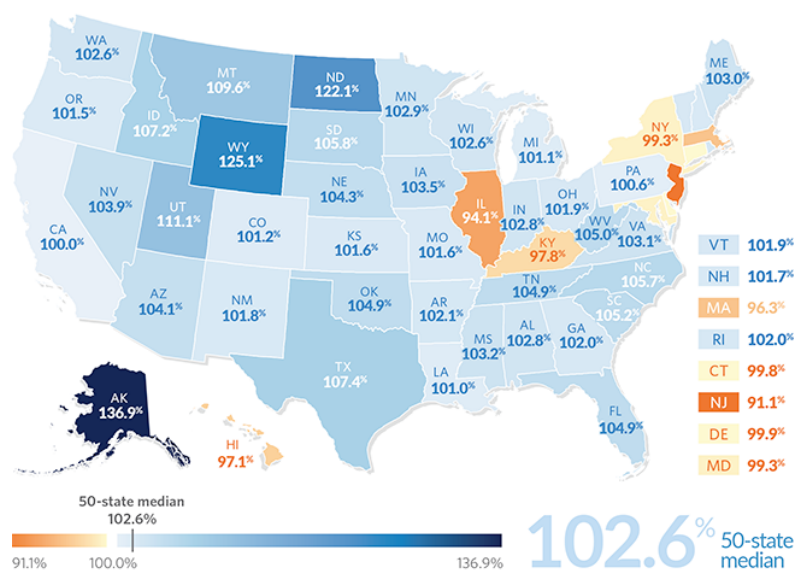 WA
102.6%
OR
101.5%
CA
100.0%
ID
107.2%
NV
103.9%
MT
109.6%
WY
125.1%
UT
111.1%
AZ
104.1%
CO
101.2%
NM
101.8%
ND
122.1%
SD
105.8%
NE
104.3%
KS
101.6%
OK
104.9%
TX
107.4%
MN
102.9%
IA
103.5%
MO
101.6%
AR
102.1%
LA
101.0%
WI
102.6%
IL
94.1%
MI
101.1%
IN
102.8%
OH
101.9%
KY
97.8%
TN
104.9%
MS
103.2%
AL
102.8%
GA
102.0%
FL
104.9%
SC
105.2%
NC
105.7%
VA
103.1%
WV
105.0%
PA
100.6%
NY
99.3%
ME
103.0%
AK
136.9%
HI
97.1%
VT 101.9%
NH 101.7%
MA 96.3%
RI 102.0%
CT 99.8%
NJ 91.1%
DE 99.9%
MD 99.3%
50-state median
102.6%
91.1% 100.0% 136.9%
102.6% 50-state
median